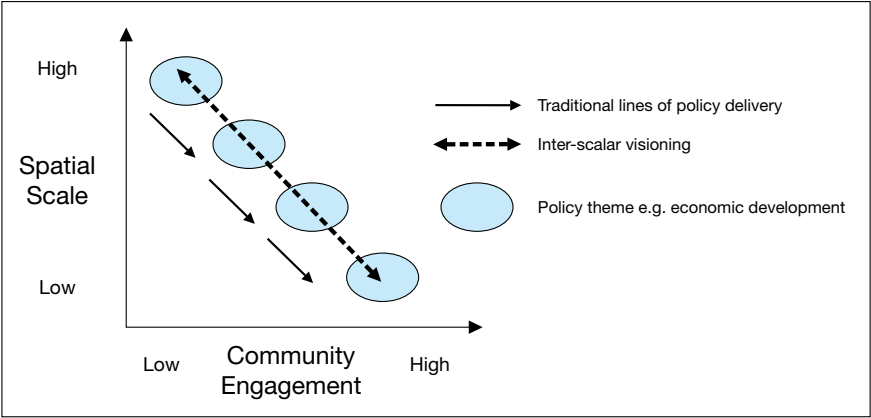 High
Spatial
Scale
Low
Low
Community
Engagement
High
Traditional lines of policy delivery
Inter-scalar visioning
Policy theme e.g. economic development